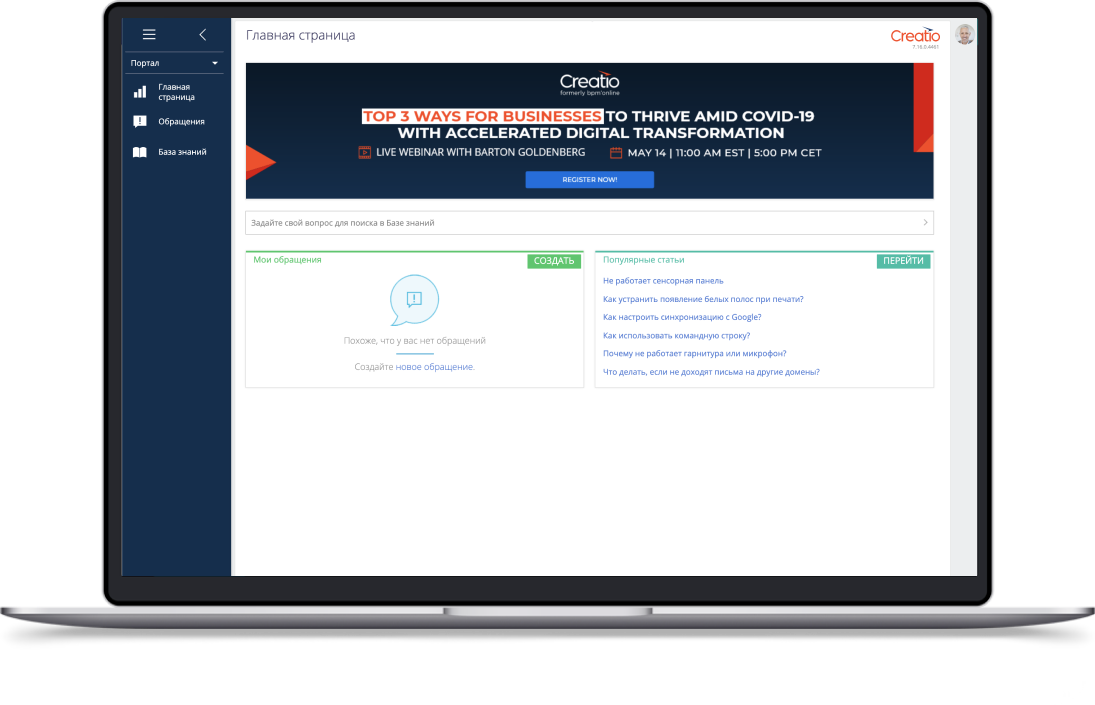 Портал
Главная
страница
Обращения
База знаний
Главная страница
Creatio
7.16.0.4461
Creatio
formerly bpm'online
TOP 3 WAYS FOR BUSINESSES TO THRIVE AMID COVID-19
WITH ACCELERATED DIGITAL TRANSFORMATION
LIVE WEBINAR WITH BARTON GOLDENBERG MAY 14 | 11:00 AM EST | 5:00 PM CET
REGISTER NOW!
Задайте свой вопрос для поиска в Базе знаний
Мои обращения СОЗДАТЬ
Похоже, что у вас нет обращений
Создайте новое обращение.
Популярные статьи ПЕРЕЙТИ
Не работает сенсорная панель
Как устранить появление белых полос при печати?
Как настроить синхронизацию с Google?
Как использовать командную строку?
Почему не работает гарнитура или микрофон?
Что делать, если не доходят письма на другие домены?